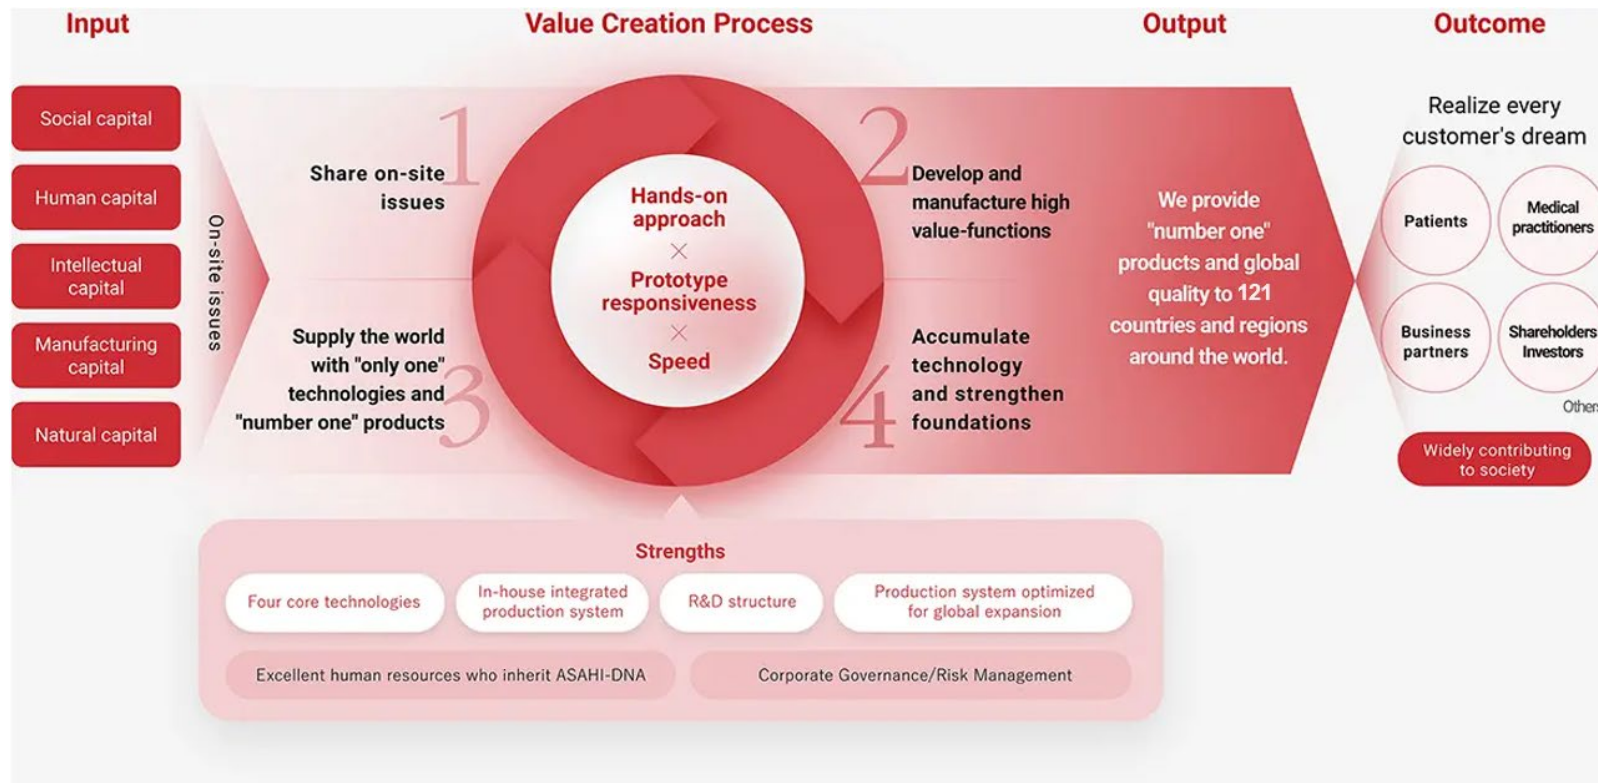 Input
Value Creation Process
Output
Outcome
Social capital
Human capital
Intellectual
capital
Manufacturing
capital
Natural capital
On-site issues
1
Share on-site
issues
2
Develop and
manufacture high
value-functions
3
Supply the world
with "only one"
technologies and
"number one" products
4
Accumulate
technology
and strengthen
foundations
Hands-on
approach
×
Prototype
responsiveness
×
Speed
We provide
"number one"
products and global
quality to 121
countries and regions
around the world.
Realize every
customer's dream
Patients
Medical
practitioners
Business
partners
Shareholders
Investors
Others
Widely contributing
to society
Strengths
Four core technologies
In-house integrated
production system
R&D structure
Production system optimized
for global expansion
Excellent human resources who inherit ASAHI-DNA
Corporate Governance/Risk Management